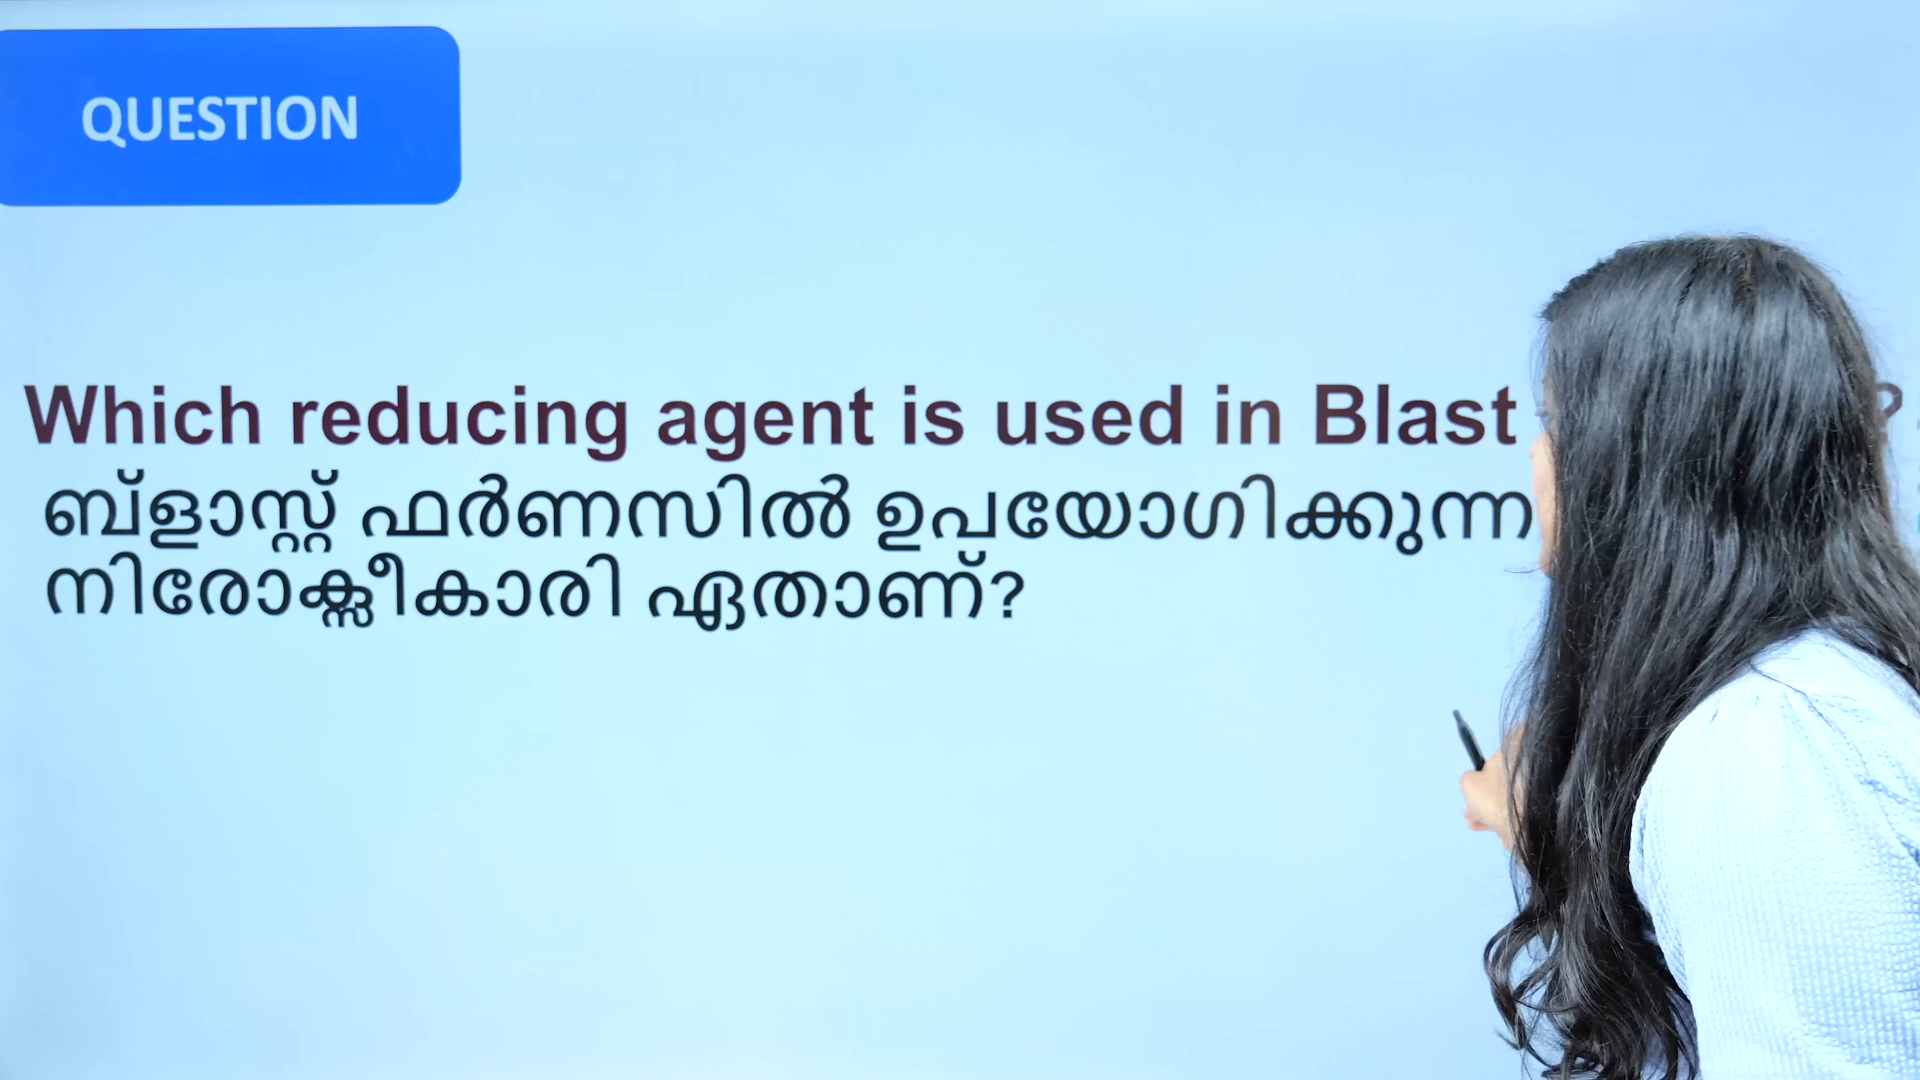 QUESTION
Which reducing agent is used in Blast ?
ബ്ളാസ്റ്റ് ഫർണസിൽ ഉപയോഗിക്കുന്ന
നിരോക്സീകാരി ഏതാണ്?